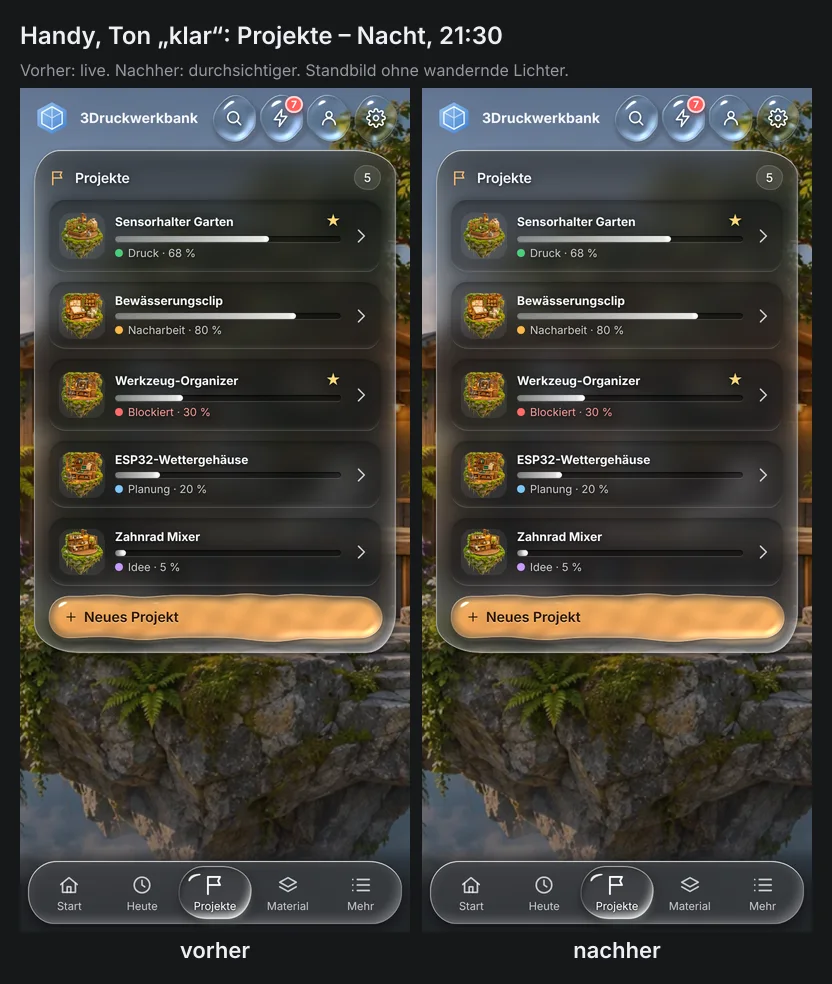 Handy, Ton „klar“: Projekte – Nacht, 21:30
Vorher: live. Nachher: durchsichtiger. Standbild ohne wandernde Lichter.
3Druckwerkbank
7
Projekte
5
Sensorhalter Garten
Druck · 68 %
Bewässerungsclip
Nacharbeit · 80 %
Werkzeug-Organizer
Blockiert · 30 %
ESP32-Wettergehäuse
Planung · 20 %
Zahnrad Mixer
Idee · 5 %
+ Neues Projekt
Start Heute Projekte Material Mehr
vorher
3Druckwerkbank
7
Projekte
5
Sensorhalter Garten
Druck · 68 %
Bewässerungsclip
Nacharbeit · 80 %
Werkzeug-Organizer
Blockiert · 30 %
ESP32-Wettergehäuse
Planung · 20 %
Zahnrad Mixer
Idee · 5 %
+ Neues Projekt
Start Heute Projekte Material Mehr
nachher